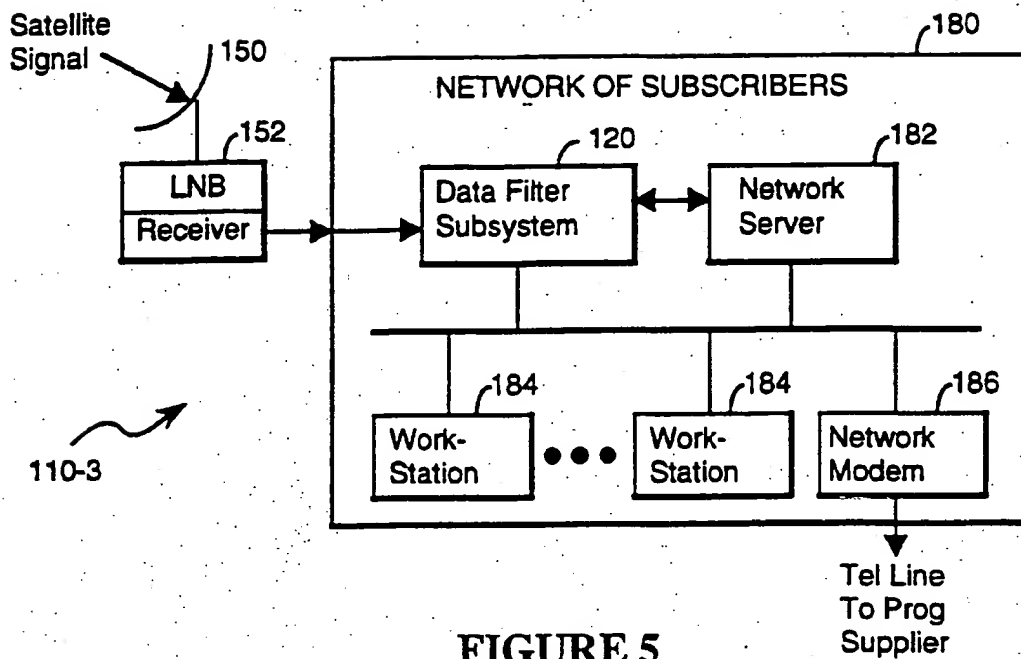 Satellite
Signal
150
152
LNB
Receiver
180
NETWORK OF SUBSCRIBERS
120
Data Filter
Subsystem
182
Network
Server
184
Work-
Station
184
Work-
Station
186
Network
Modem
110-3
Tel Line
To Prog
Supplier
FIGURE 5